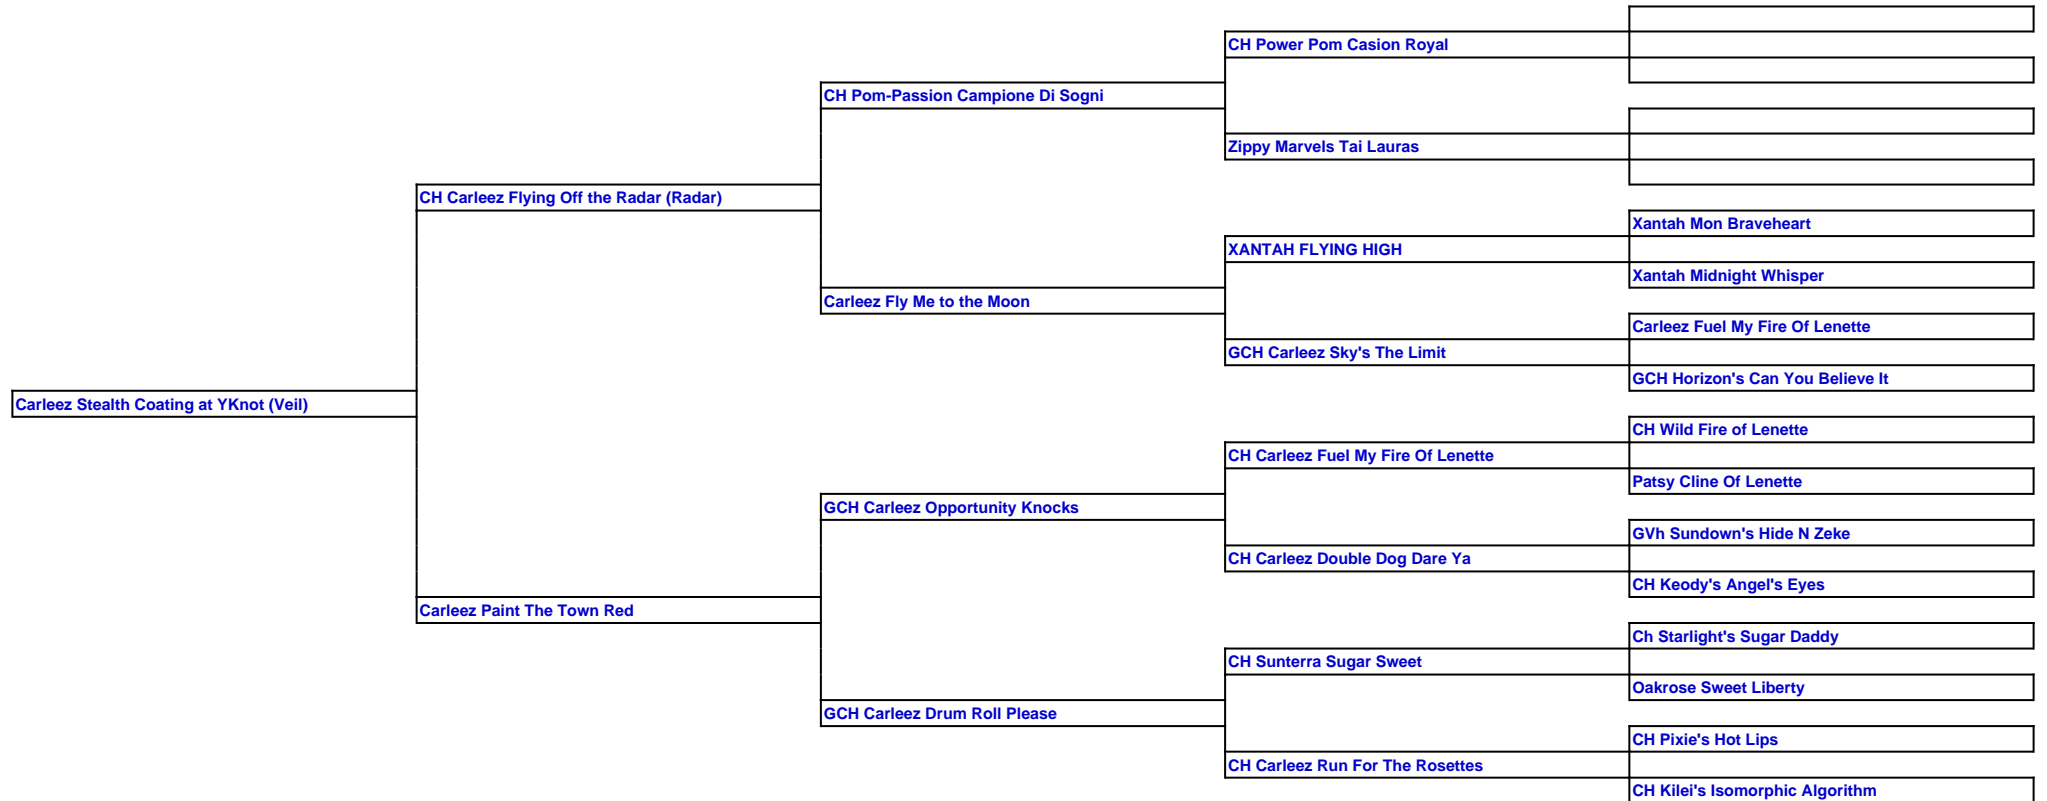 CH Power Pom Casion Royal
CH Pom-Passion Campione Di Sogni
Zippy Marvels Tai Lauras
CH Carleez Flying Off the Radar (Radar)
Xantah Mon Braveheart
XANTAH FLYING HIGH
Xantah Midnight Whisper
Carleez Fly Me to the Moon
Carleez Fuel My Fire Of Lenette
GCH Carleez Sky's The Limit
GCH Horizon's Can You Believe It
Carleez Stealth Coating at YKnot (Veil)
CH Wild Fire of Lenette
CH Carleez Fuel My Fire Of Lenette
Patsy Cline Of Lenette
GCH Carleez Opportunity Knocks
GVh Sundown's Hide N Zeke
CH Carleez Double Dog Dare Ya
CH Keody's Angel's Eyes
Carleez Paint The Town Red
Ch Starlight's Sugar Daddy
CH Sunterra Sugar Sweet
Oakrose Sweet Liberty
GCH Carleez Drum Roll Please
CH Pixie's Hot Lips
CH Carleez Run For The Rosettes
CH Kilei's Isomorphic Algorithm